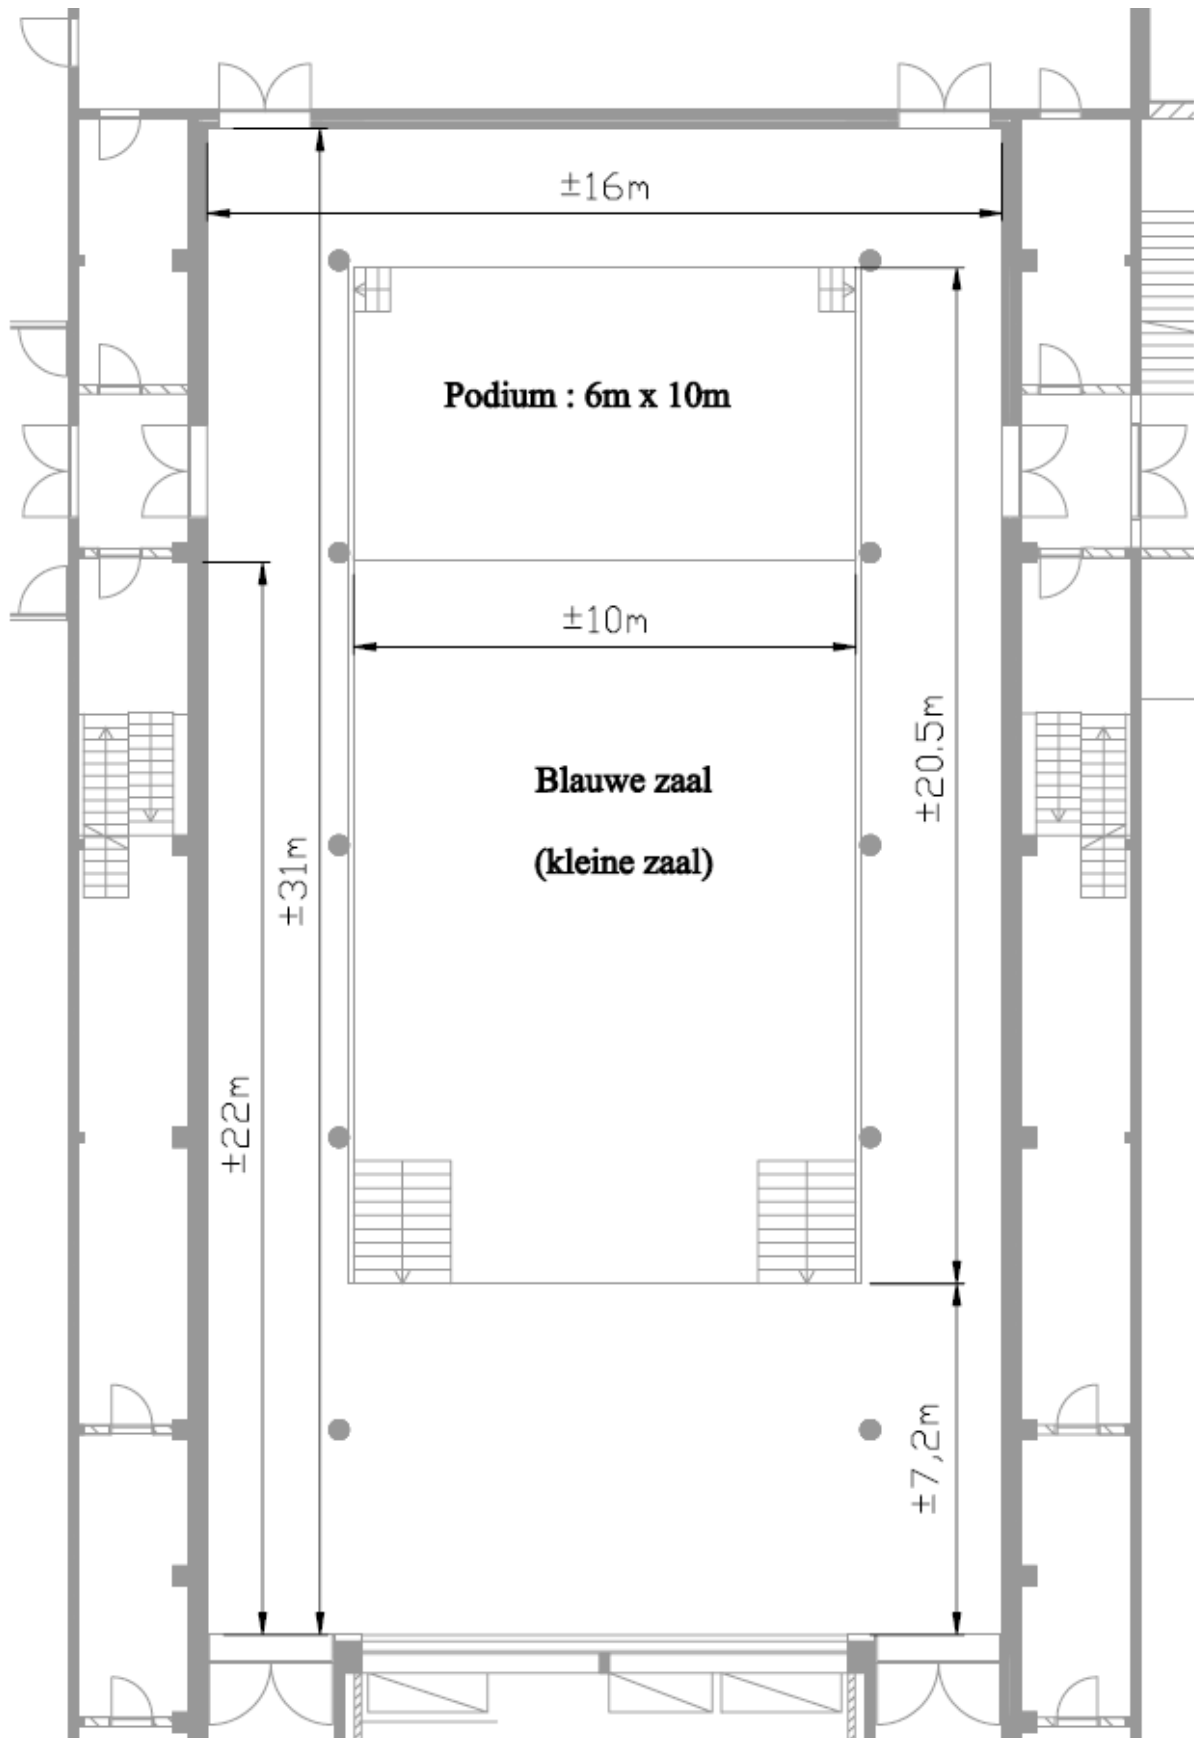 ±16m
Podium : 6m x 10m
±10m
±20.5m
Blauwe zaal
(kleine zaal)
±31m
±22m
±7,2m